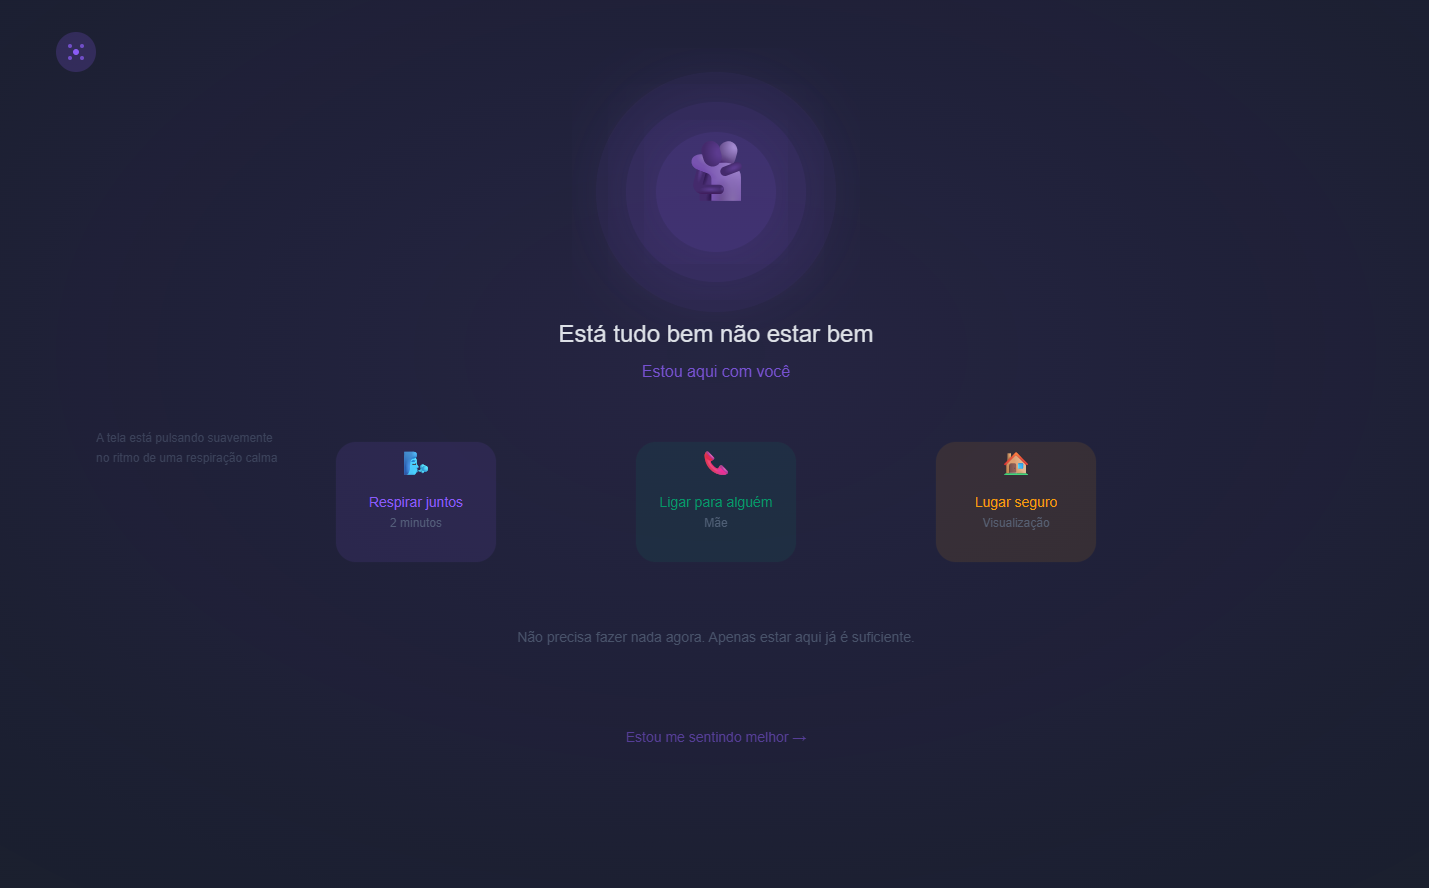 Está tudo bem não estar bem
Estou aqui com você
A tela está pulsando suavemente
no ritmo de uma respiração calma
Respirar juntos
2 minutos
Ligar para alguém
Mãe
Lugar seguro
Visualização
Não precisa fazer nada agora. Apenas estar aqui já é suficiente.
Estou me sentindo melhor →